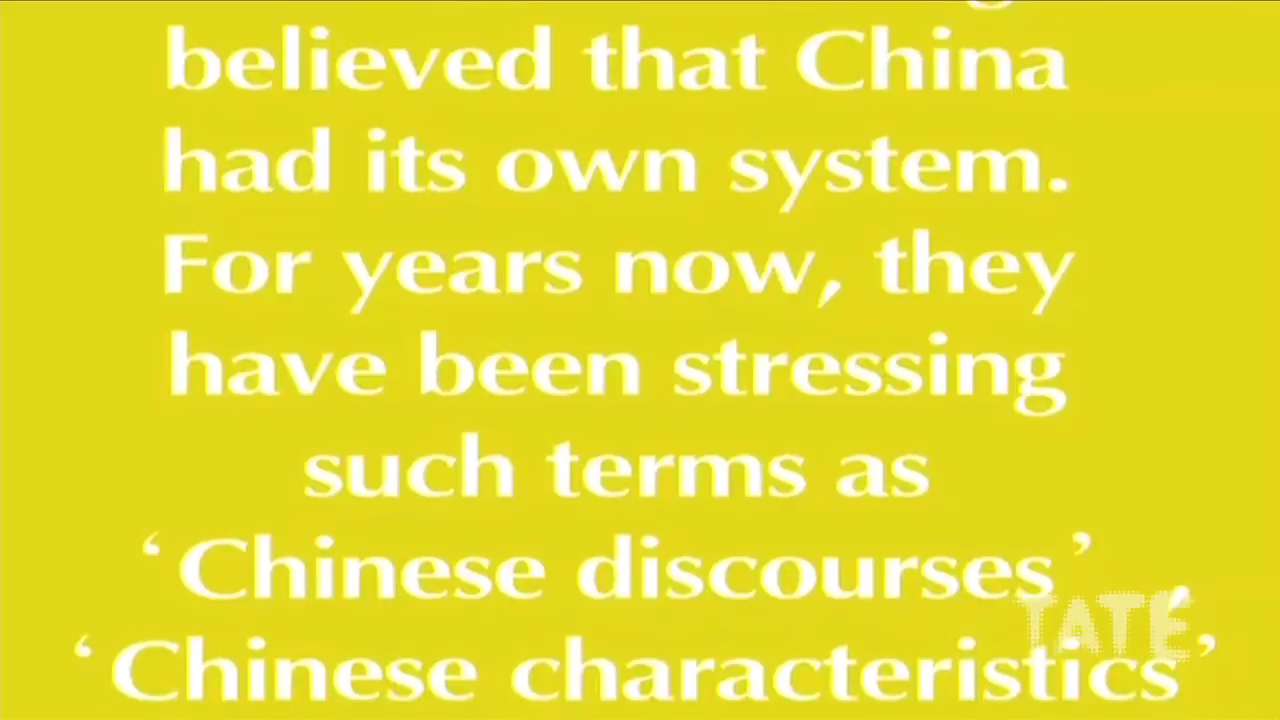 believed that China
had its own system.
For years now, they
have been stressing
such terms as
‘Chinese discourses’,
‘Chinese characteristics’
TATE